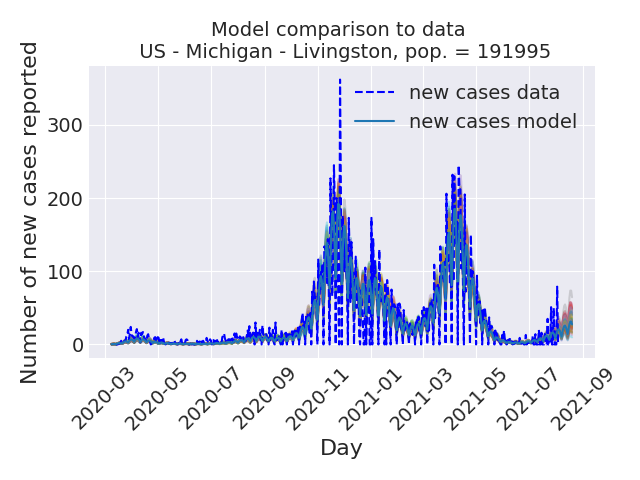 Model comparison to data
US - Michigan - Livingston, pop. = 191995
Number of new cases reported
300
200
100
0
new cases data
new cases model
2020-03
2020-05
2020-07
2020-09
2020-11
2021-01
2021-03
2021-05
2021-07
2021-09
Day